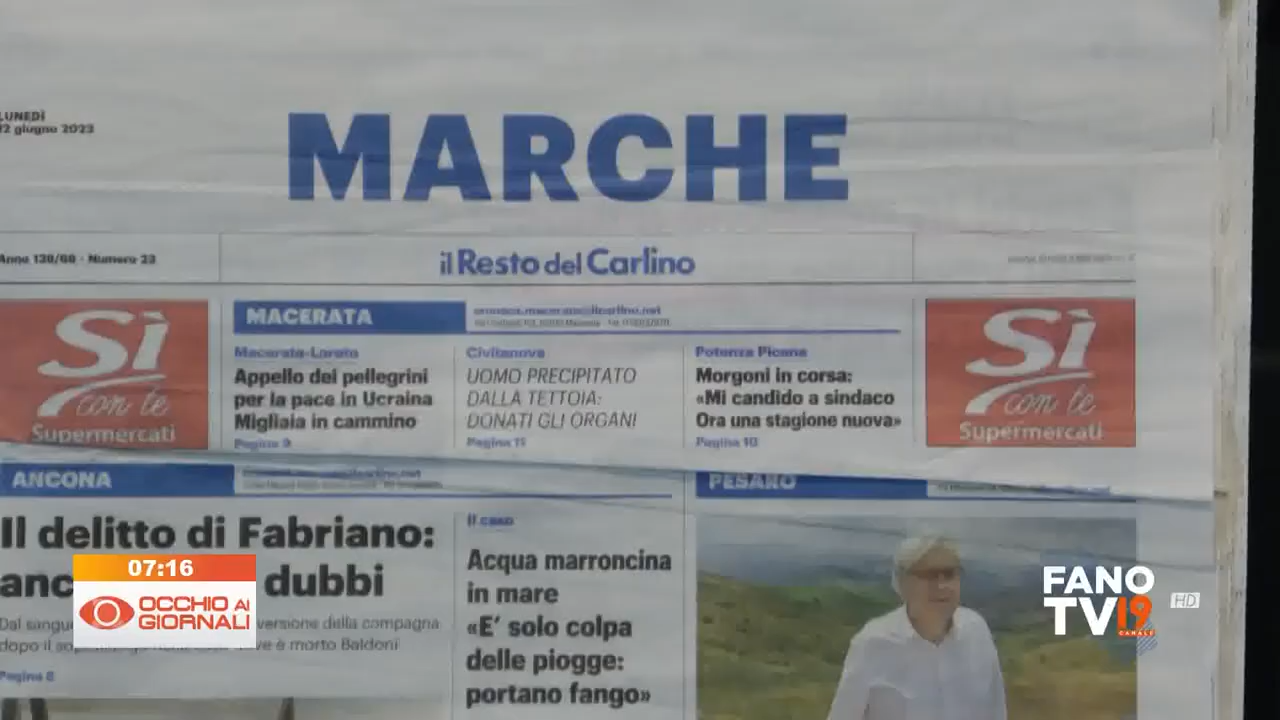 LUNEDÌ
12 giugno 2023
MARCHE
Anno 138/68 - Numero 23
il Resto del Carlino
Sì
con te
Supermercati
MACERATA
Macerata-Loreto
Appello dei pellegrini
per la pace in Ucraina
Migliaia in cammino
Pagina 9
Civitanova
UOMO PRECIPITATO
DALLA TETTOIA:
DONATI GLI ORGANI
Pagina 11
Potenza Picena
Morgoni in corsa:
«Mi candido a sindaco
Ora una stagione nuova»
Pagina 10
Sì
con te
Supermercati
ANCONA
Il delitto di Fabriano:
anc dubbi
Dal sangue versione della compagna
dopo il è morto Baldoni
Pagina 8
Il caso
Acqua marroncina
in mare
«E' solo colpa
delle piogge:
portano fango»
PESARO
07:16
OCCHIO AI
GIORNALI
FANO
TV19
CANALE
HD